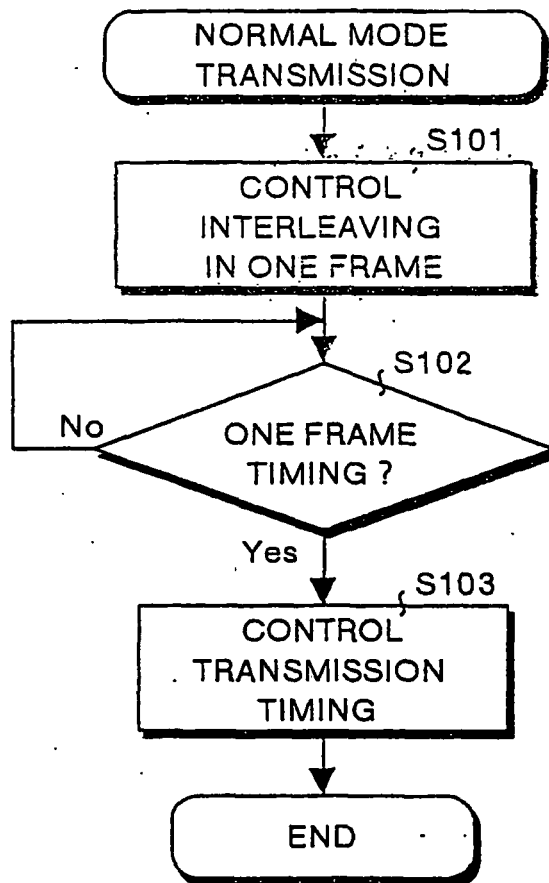 NORMAL MODE
TRANSMISSION
S101
CONTROL
INTERLEAVING
IN ONE FRAME
S102
No
ONE FRAME
TIMING ?
Yes
S103
CONTROL
TRANSMISSION
TIMING
END